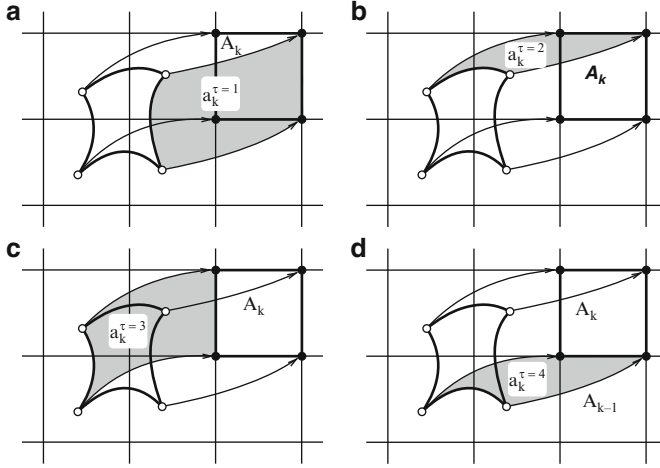 a
A_k
a_k^{τ=1}
b
a_k^{τ=2}
A_k
c
a_k^{τ=3}
A_k
d
A_k
a_k^{τ=4}
A_{k–1}